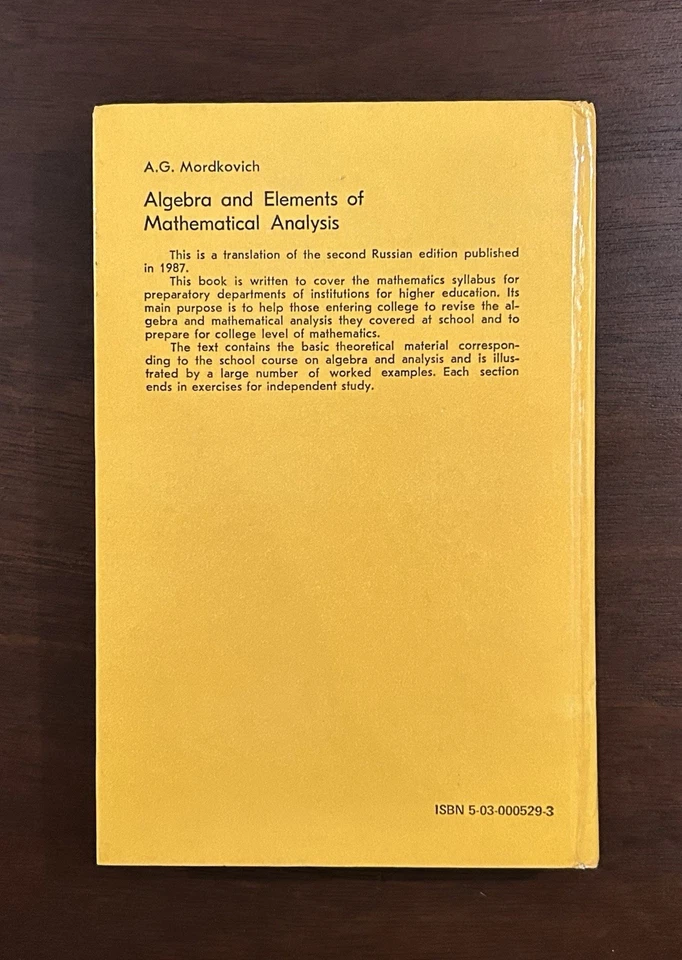 A.G. Mordkovich
Algebra and Elements of
Mathematical Analysis
This is a translation of the second Russian edition published
in 1987.
This book is written to cover the mathematics syllabus for
preparatory departments of institutions for higher education. Its
main purpose is to help those entering college to revise the al-
gebra and mathematical analysis they covered at school and to
prepare for college level of mathematics.
The text contains the basic theoretical material correspon-
ding to the school course on algebra and analysis and is illus-
trated by a large number of worked examples. Each section
ends in exercises for independent study.
ISBN 5-03-000529-3